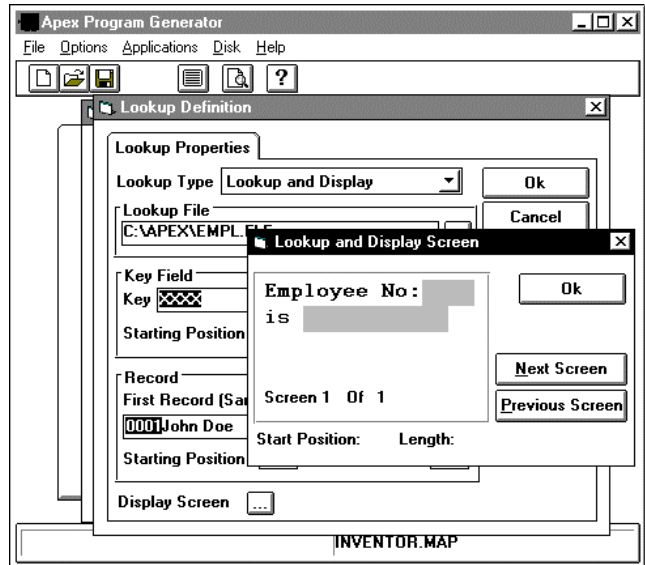 Apex Program Generator
File Options Applications Disk Help
?
Lookup Definition
Lookup Properties
Lookup Type Lookup and Display
Ok
Lookup File
Cancel
C:\APEX\EMPL.
Lookup and Display Screen
Key Field
Key XXXX
Employee No:
Ok
is
Starting Position
Record
Next Screen
First Record
Screen 1 Of 1
Previous Screen
0001John Doe
Start Position: Length:
Starting Position
Display Screen ...
INVENTOR.MAP